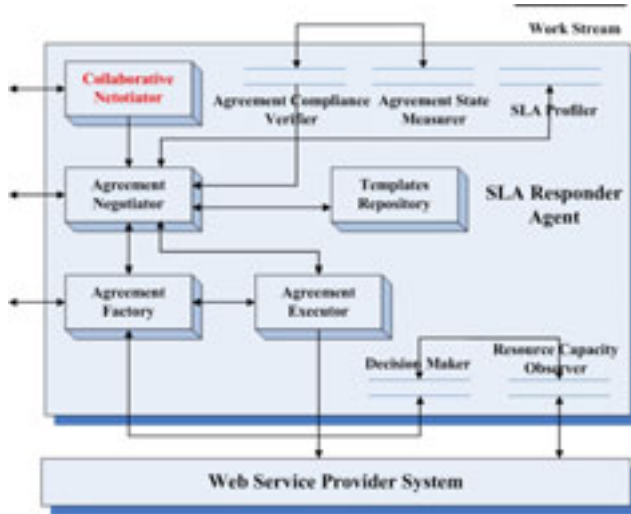 Work Stream
Collaborative
Netotiator
Agreement Compliance
Verifier
Agreement State
Measurer
SLA Profiler
Agreement
Negotiator
Templates
Repository
SLA Responder
Agent
Agreement
Factory
Agreement
Executor
Decision Maker
Resource Capacity
Observer
Web Service Provider System